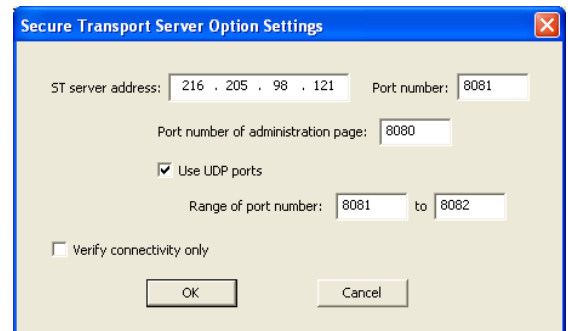 Secure Transport Server Option Settings
ST server address: 216 . 205 . 98 . 121 Port number: 8081
Port number of administration page: 8080
Use UDP ports
Range of port number: 8081 to 8082
Verify connectivity only
OK Cancel